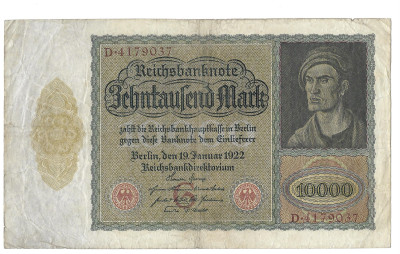 D·4179037
Reichsbanknote
Zehntausend Mark
zahlt die Reichsbankhauptkasse in Berlin
gegen diese Banknote dem Einlieferer
Berlin, den 19. Januar 1922
Reichsbankdirektorium
G
10000
D·4179037